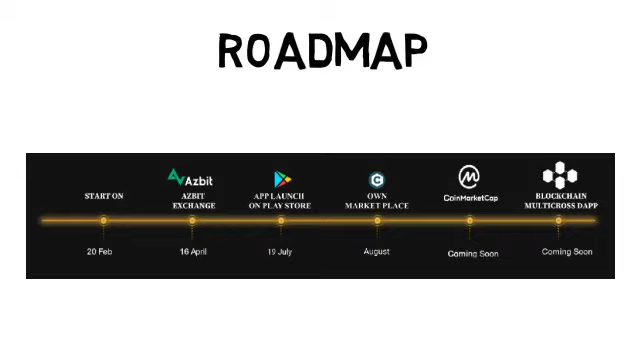 ROADMAP
Azbit
START ON
AZBIT
EXCHANGE
APP LAUNCH
ON PLAY STORE
OWN
MARKET PLACE
CoinMarketCap
BLOCKCHAIN
MULTICROSS DAPP
20 Feb
16 April
19 July
August
Coming Soon
Coming Soon